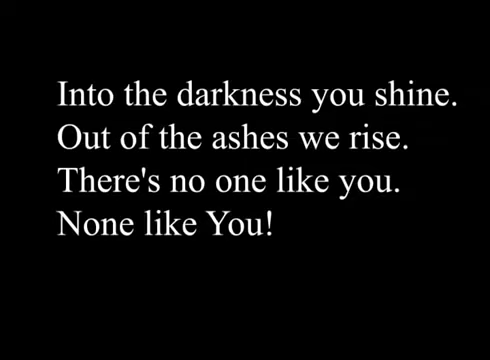 Into the darkness you shine.
Out of the ashes we rise.
There's no one like you.
None like You!